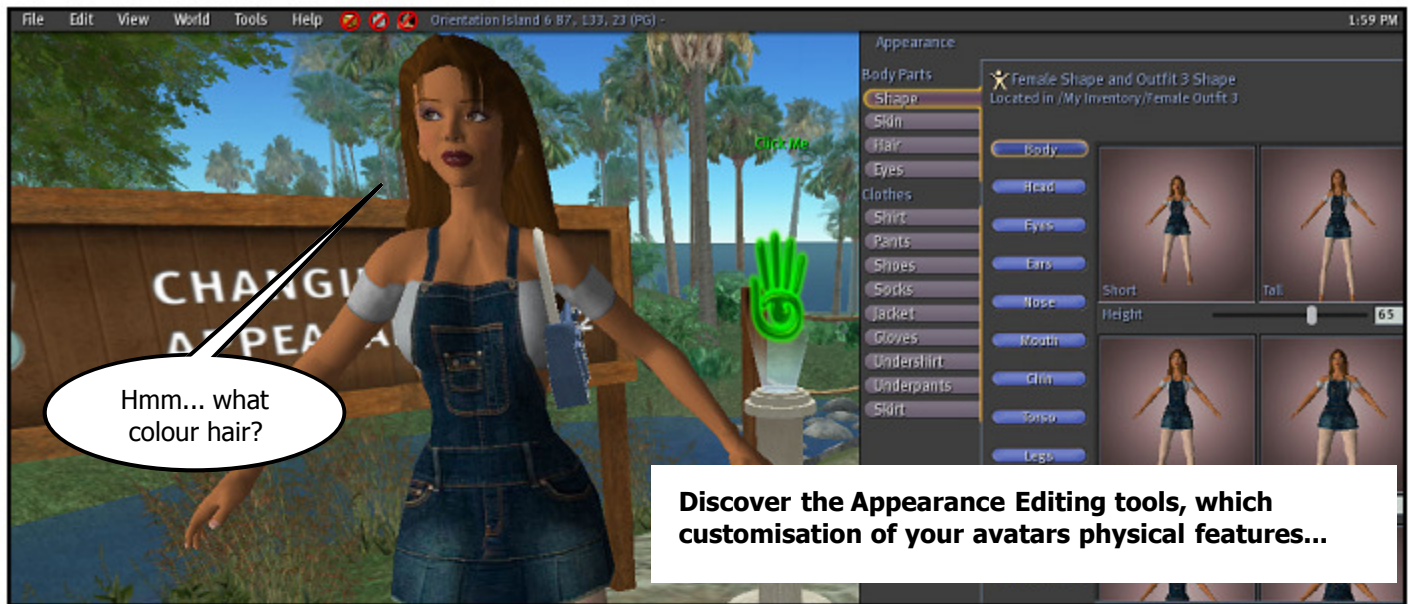 File Edit View World Tools Help Orientation Island 6 87, 133, 23 (PG) - 1:59 PM
Appearance
Body Parts
Shape
Skin
Hair
Eyes
Clothes
Shirt
Pants
Shoes
Socks
Jacket
Gloves
Undershirt
Underpants
Skirt
Female Shape and Outfit 3 Shape
Located in /My Inventory/Female Outfit 3
Body
Head
Eyes
Ears
Nose
Mouth
Chin
Torso
Legs
Short Tall
Height 65
Click Me
CHANGI
APPEA A
Hmm... what
colour hair?
Discover the Appearance Editing tools, which
customisation of your avatars physical features...